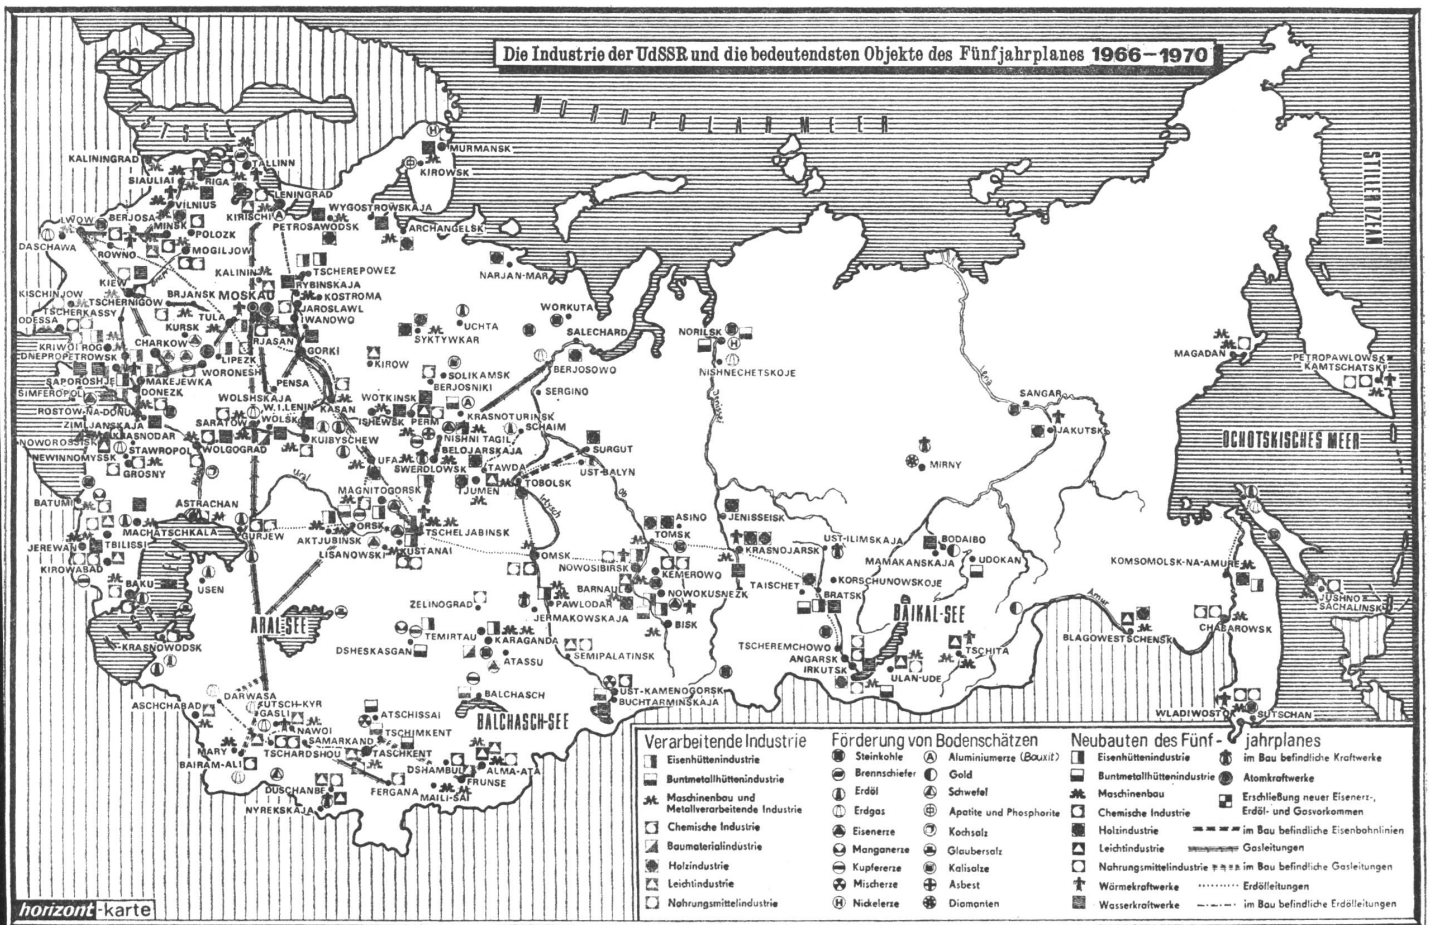 Die Industrie der UdSSR und die bedeutendsten Objekte des Fünfjahrplanes 1966–1970
NORDPOLARMEER
OSTSEE
STILLER OZEAN
MURMANSK
KIROWSK
KALININGRAD
TALLINN
SIAULIAI
RIGA
LENINGRAD
VILNIUS
KIRISCHI
WYGOSTROWSKAJA
LWOW
BERJOSA
MINSK
PETROSAWODSK
ARCHANGELSK
POLOZK
DASCHAWA
ROWNO
MOGILJOW
NARJAN-MAR
KALININ
TSCHEREPOWEZ
KIEW
RYBINSKAJA
KISCHINJOW
TSCHERNIGOW
BRJANSK
MOSKAU
KOSTROMA
TSCHERKASSY
JAROSLAWL
WORKUTA
ODESSA
TULA
IWANOWO
UCHTA
SALECHARD
NORILSK
KURSK
SYKTYWKAR
KRIWOI ROG
CHARKOW
RJASAN
GORKI
DNEPROPETROWSK
LIPEZK
KIROW
BERJOSOWO
NISHNECHETSKOJE
MAGADAN
PETROPAWLOWSK
KAMTSCHATSKI
WORONESH
SOLIKAMSK
SAPOROSHJE
MAKEJEWKA
PENSA
BERJOSNIKI
SIMFEROPOL
DONEZK
WOLSHSKAJA
SERGINO
SANGAR
Lena
ROSTOW-NA-DONU
W.I.LENIN
KASAN
WOTKINSK
ZIMLJANSKAJA
SARATOW
WOLSK
ISHEWSK
PERM
KRASNOTURINSK
JAKUTSK
KRASNODAR
KUIBYSCHEW
NISHNI TAGIL
SCHAIM
NOWOROSSISK
STAWROPOL
WOLGOGRAD
BELOJARSKAJA
SURGUT
OCHOTSKISCHES MEER
NEWINNOMYSSK
UFA
SWERDLOWSK
TAWDA
UST-BALYN
MIRNY
GROSNY
Ural
TJUMEN
TOBOLSK
MAGNITOGORSK
Irtysch
Ob
BATUMI
ASTRACHAN
ORSK
TSCHELJABINSK
ASINO
JENISSEISK
MACHATSCHKALA
GURJEW
AKTJUBINSK
TOMSK
UST-ILIMSKAJA
BODAIBO
JEREWAN
TBILISSI
LISANOWSKI
KUSTANAI
OMSK
KRASNOJARSK
KIROWABAD
NOWOSIBIRSK
KEMEROWO
MAMAKANSKAJA
UDOKAN
KOMSOMOLSK-NA-AMURE
BAKU
USEN
BARNAUL
TAISCHET
KORSCHUNOWSKOJE
ZELINOGRAD
PAWLODAR
NOWOKUSNEZK
BRATSK
Amur
JUSHNO-
SACHALINSK
ARAL-SEE
JERMAKOWSKAJA
BAIKAL-SEE
TEMIRTAU
BISK
CHABAROWSK
KRASNOWODSK
KARAGANDA
TSCHEREMCHOWO
BLAGOWESTSCHENSK
DSHESKASGAN
ATASSU
SEMIPALATINSK
ANGARSK
TSCHITA
IRKUTSK
ULAN-UDE
DARWASA
BALCHASCH
UST-KAMENOGORSK
SUTSCH-KYR
BUCHTARMINSKAJA
ASCHCHABAD
GASLI
ATSCHISSAI
BALCHASCH-SEE
WLADIWOSTOK
SUTSCHAN
NAWOI
TSCHIMKENT
SAMARKAND
MARY
TSCHARDSHOU
TASCHKENT
BAIRAM-ALI
DSHAMBUL
ALMA-ATA
FRUNSE
DUSCHANBE
FERGANA
MAILI-SAI
NYREKSKAJA
Verarbeitende Industrie
Eisenhüttenindustrie
Buntmetallhüttenindustrie
Maschinenbau und
Metallverarbeitende Industrie
Chemische Industrie
Baumaterialindustrie
Holzindustrie
Leichtindustrie
Nahrungsmittelindustrie
Förderung von Bodenschätzen
Steinkohle
Brennschiefer
Erdöl
Erdgas
Eisenerze
Manganerze
Kupfererze
Mischerze
Nickelerze
Aluminiumerze (Bauxit)
Gold
Schwefel
Apatite und Phosphorite
Kochsalz
Glaubersalz
Kalisalze
Asbest
Diamanten
Neubauten des Fünf- jahrplanes
Eisenhüttenindustrie
Buntmetallhüttenindustrie
Maschinenbau
Chemische Industrie
Holzindustrie
Leichtindustrie
Nahrungsmittelindustrie
Wärmekraftwerke
Wasserkraftwerke
im Bau befindliche Kraftwerke
Atomkraftwerke
Erschließung neuer Eisenerz-,
Erdöl- und Gasvorkommen
im Bau befindliche Eisenbahnlinien
Gasleitungen
im Bau befindliche Gasleitungen
Erdölleitungen
im Bau befindliche Erdölleitungen
horizont-karte